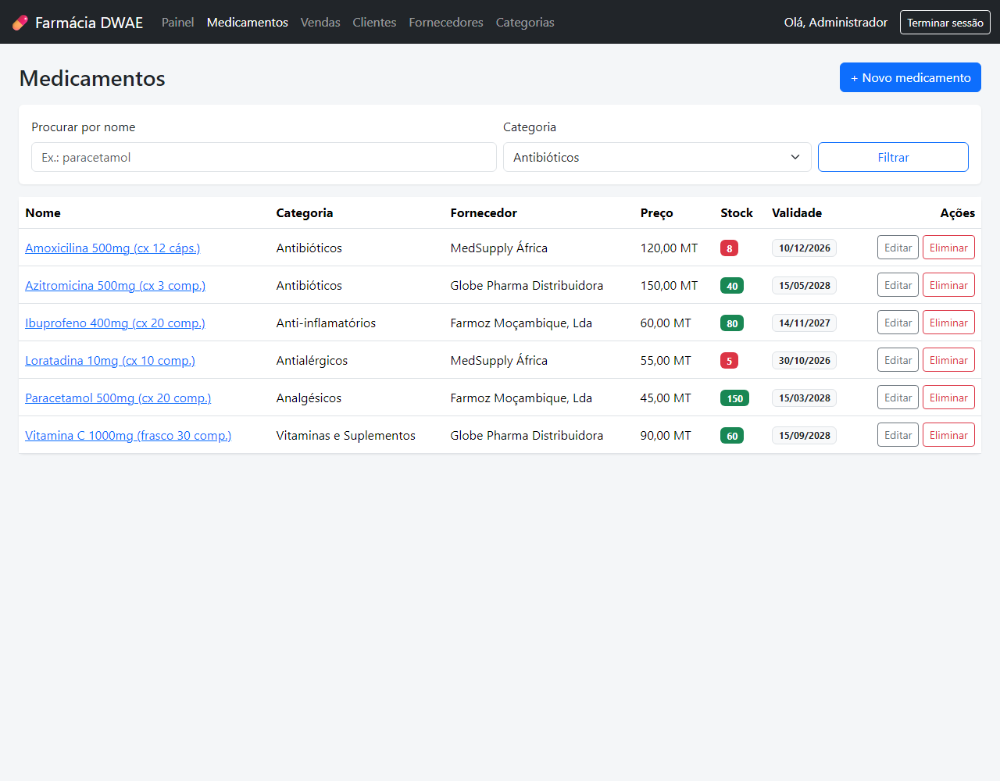 Farmácia DWAE Painel Medicamentos Vendas Clientes Fornecedores Categorias Olá, Administrador Terminar sessão
Medicamentos + Novo medicamento
Procurar por nome Categoria
Ex.: paracetamol Antibióticos Filtrar
Nome Categoria Fornecedor Preço Stock Validade Ações
Amoxicilina 500mg (cx 12 cáps.) Antibióticos MedSupply África 120,00 MT 8 10/12/2026 Editar Eliminar
Azitromicina 500mg (cx 3 comp.) Antibióticos Globe Pharma Distribuidora 150,00 MT 40 15/05/2028 Editar Eliminar
Ibuprofeno 400mg (cx 20 comp.) Anti-inflamatórios Farmoz Moçambique, Lda 60,00 MT 80 14/11/2027 Editar Eliminar
Loratadina 10mg (cx 10 comp.) Antialérgicos MedSupply África 55,00 MT 5 30/10/2026 Editar Eliminar
Paracetamol 500mg (cx 20 comp.) Analgésicos Farmoz Moçambique, Lda 45,00 MT 150 15/03/2028 Editar Eliminar
Vitamina C 1000mg (frasco 30 comp.) Vitaminas e Suplementos Globe Pharma Distribuidora 90,00 MT 60 15/09/2028 Editar Eliminar